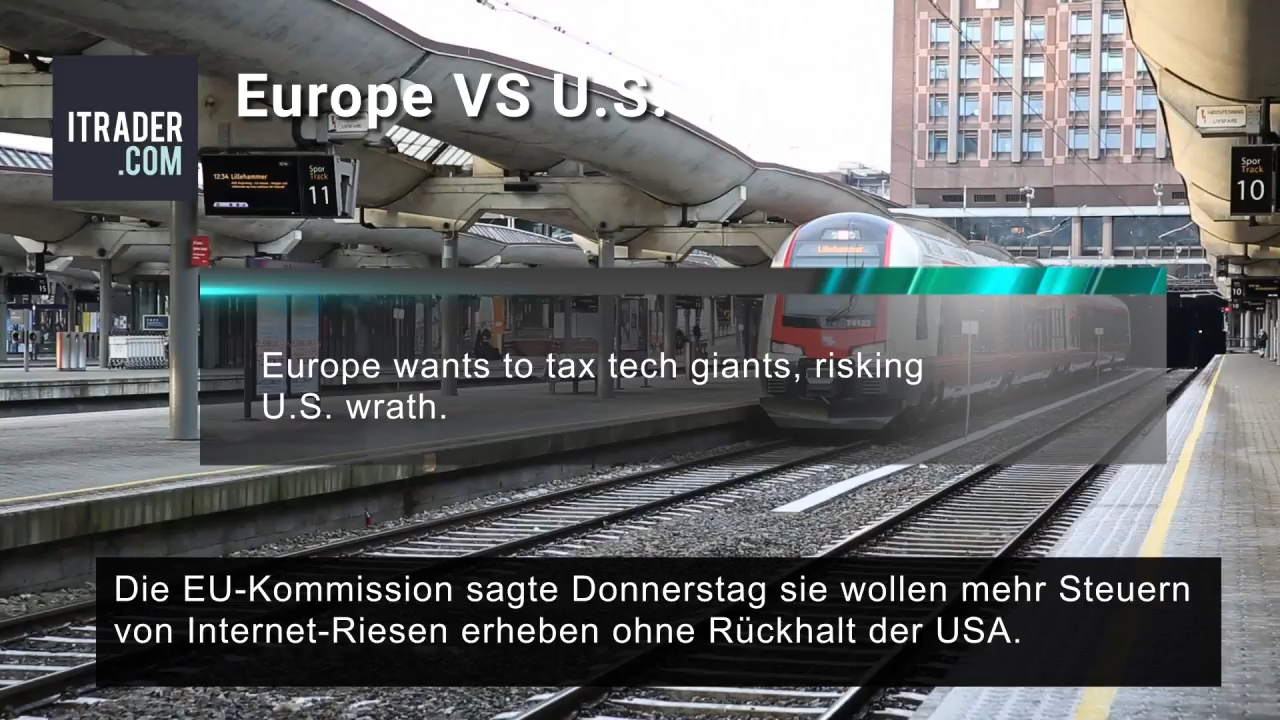 ITRADER
.COM
Europe VS U.S.
12:34 Lillehammer
Spor
Track
11
Spor
Track
10
Lillehammer
Europe wants to tax tech giants, risking
U.S. wrath.
Die EU-Kommission sagte Donnerstag sie wollen mehr Steuern
von Internet-Riesen erheben ohne Rückhalt der USA.